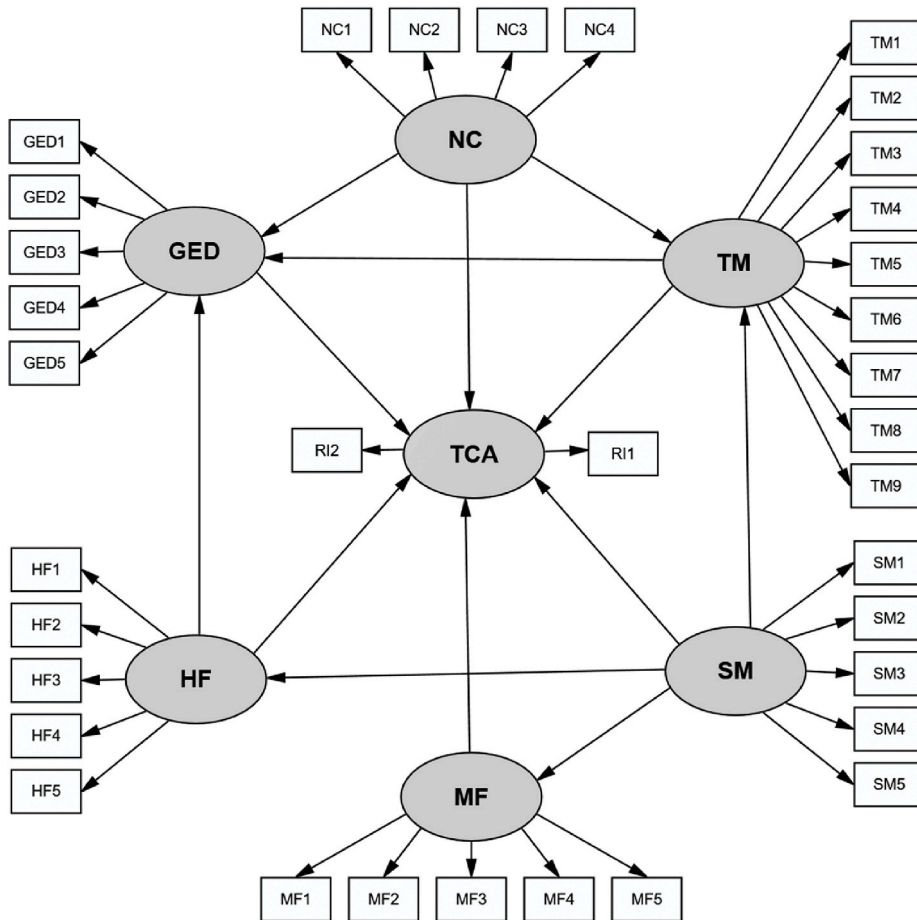 NC1
NC2
NC3
NC4
TM1
TM2
TM3
TM4
TM5
TM6
TM7
TM8
TM9
NC
GED1
GED2
GED3
GED4
GED5
GED
TM
RI2
TCA
RI1
HF1
HF2
HF3
HF4
HF5
HF
SM
SM1
SM2
SM3
SM4
SM5
MF
MF1
MF2
MF3
MF4
MF5